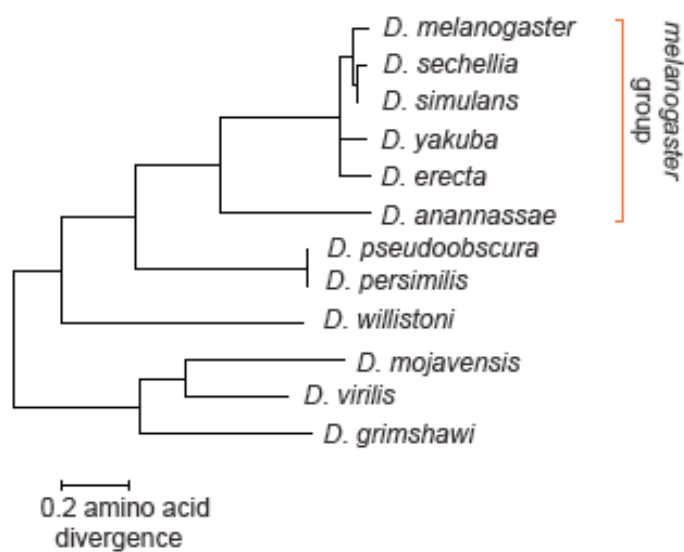 D. melanogaster
D. sechellia
D. simulans
D. yakuba
D. erecta
D. anannassae
melanogaster
group
D. pseudoobscura
D. persimilis
D. willistoni
D. mojavensis
D. virilis
D. grimshawi
0.2 amino acid
divergence